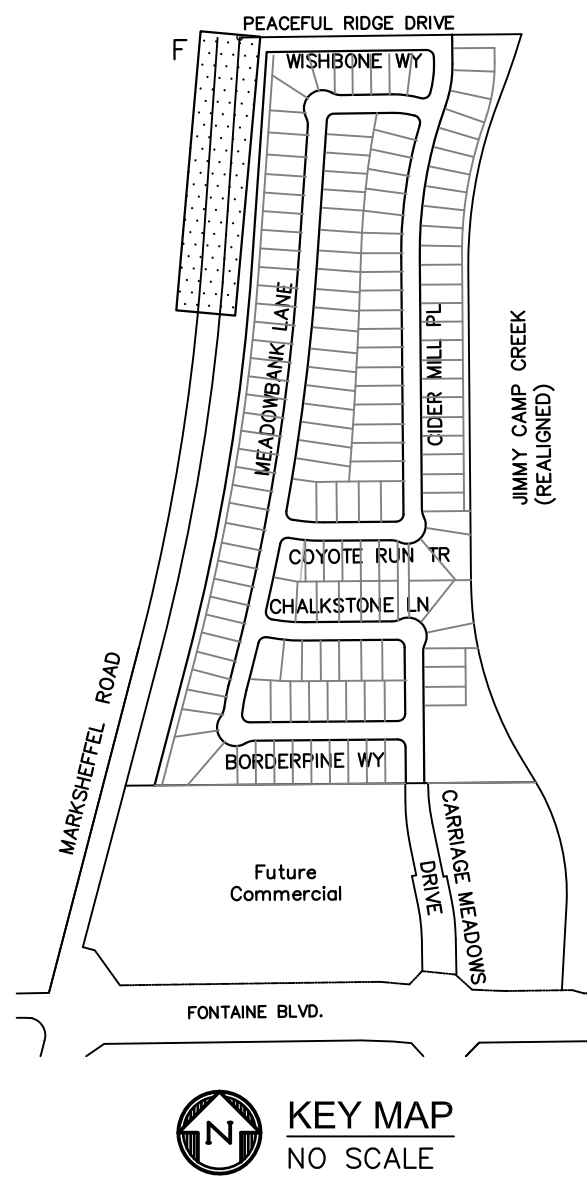 PEACEFUL RIDGE DRIVE
F
WISHBONE WY
MEADOWBANK LANE
CIDER MILL PL
JIMMY CAMP CREEK
(REALIGNED)
COYOTE RUN TR
CHALKSTONE LN
MARKSHEFFEL ROAD
BORDERPINE WY
CARRIAGE MEADOWS
DRIVE
Future
Commercial
FONTAINE BLVD.
N
KEY MAP
NO SCALE